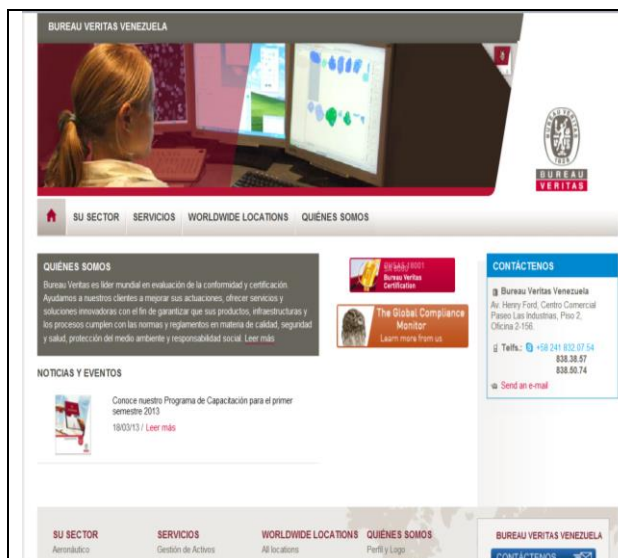 BUREAU VERITAS VENEZUELA
BUREAU
VERITAS
SU SECTOR SERVICIOS WORLDWIDE LOCATIONS QUIÉNES SOMOS
QUIÉNES SOMOS
Bureau Veritas es líder mundial en evaluación de la conformidad y certificación.
Ayudamos a nuestros clientes a mejorar sus actuaciones, ofrecer servicios y
soluciones innovadoras con el fin de garantizar que sus productos, infraestructuras y
los procesos cumplen con las normas y reglamentos en materia de calidad, seguridad
y salud, protección del medio ambiente y responsabilidad social. Leer más
Bureau Veritas
Certification
The Global Compliance
Monitor
Learn more from us
CONTÁCTENOS
Bureau Veritas Venezuela
Av. Henry Ford, Centro Comercial
Paseo Las Industrias, Piso 2,
Oficina 2-156.
Telfs.: +58 241 832 07 54
838.38.57
838.50.74
Send an e-mail
NOTICIAS Y EVENTOS
Conoce nuestro Programa de Capacitación para el primer
semestre 2013
18/03/13 / Leer más
SU SECTOR SERVICIOS WORLDWIDE LOCATIONS QUIÉNES SOMOS
Aeronáutico Gestión de Activos All locations Perfil y Logo
BUREAU VERITAS VENEZUELA
CONTÁCTENOS